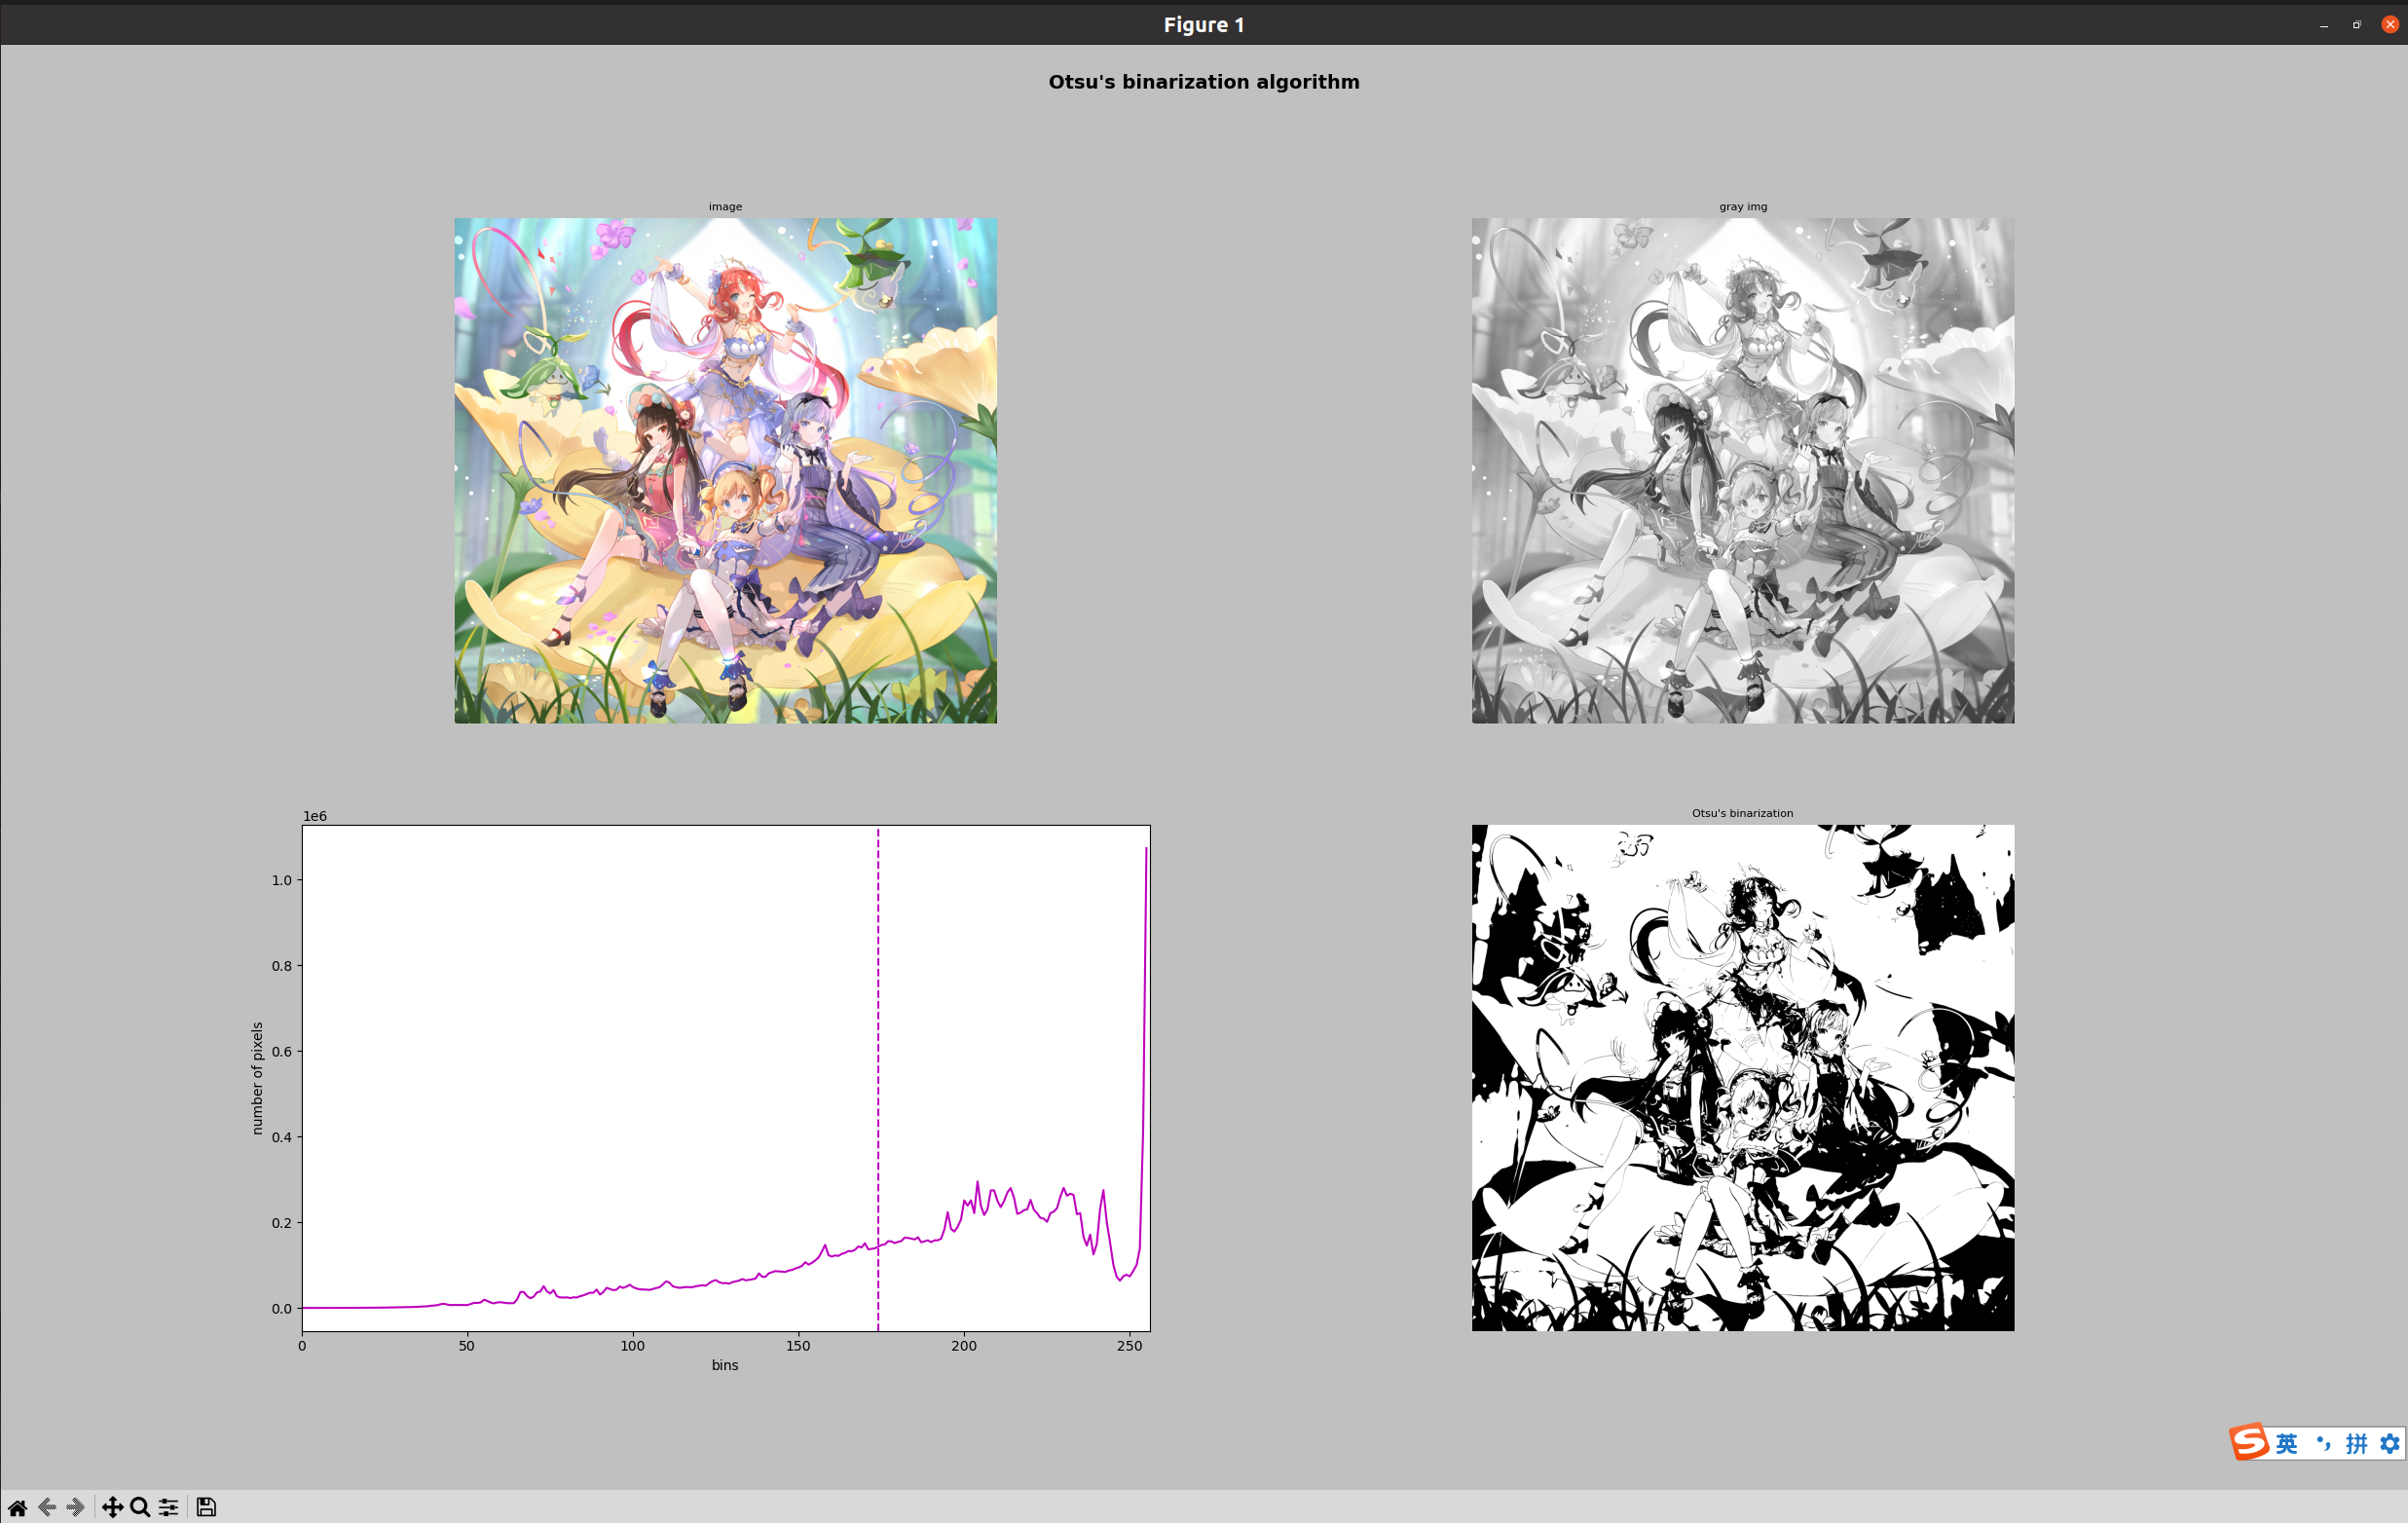 Figure 1
Otsu's binarization algorithm
image
gray img
1e6
Otsu's binarization
1.0
0.8
0.6
0.4
0.2
0.0
number of pixels
0 50 100 150 200 250
bins
S 英 拼